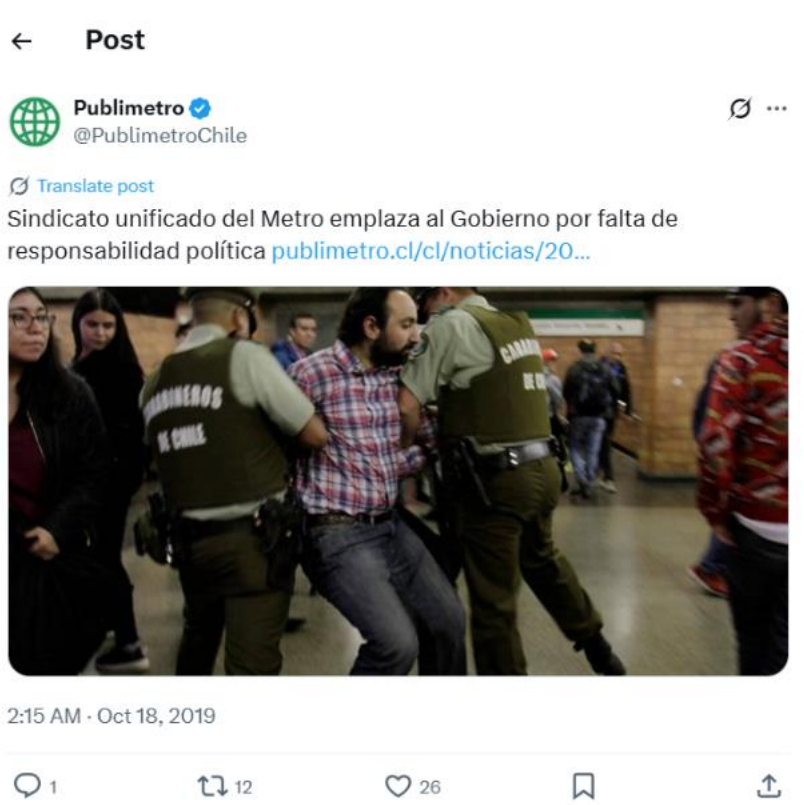 Post
Publimetro
@PublimetroChile
Translate post
Sindicato unificado del Metro emplaza al Gobierno por falta de
responsabilidad política publimetro.cl/cl/noticias/20...
CARABINEROS
DE CHILE
2:15 AM · Oct 18, 2019
1
12
26